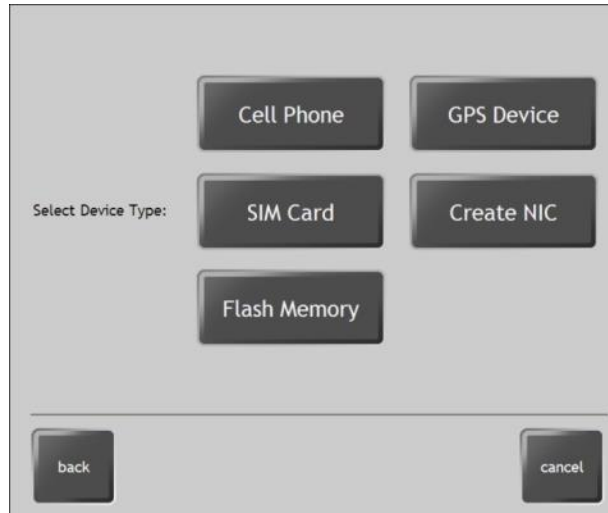 Cell Phone GPS Device
Select Device Type: SIM Card Create NIC
Flash Memory
back cancel